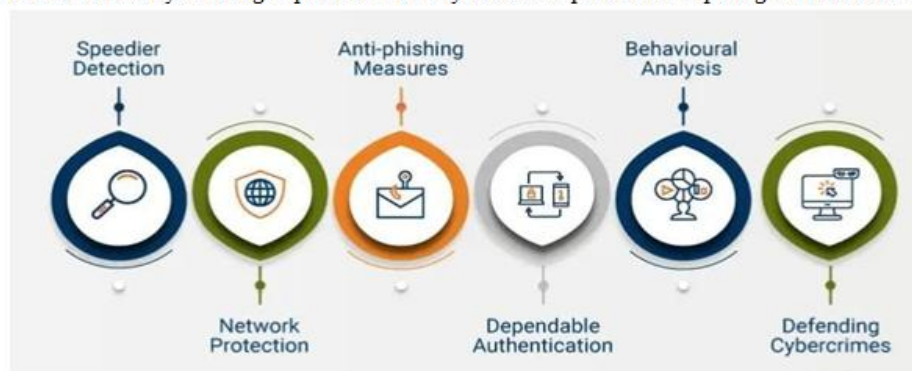 Speedier
Detection
Anti-phishing
Measures
Behavioural
Analysis
Network
Protection
Dependable
Authentication
Defending
Cybercrimes